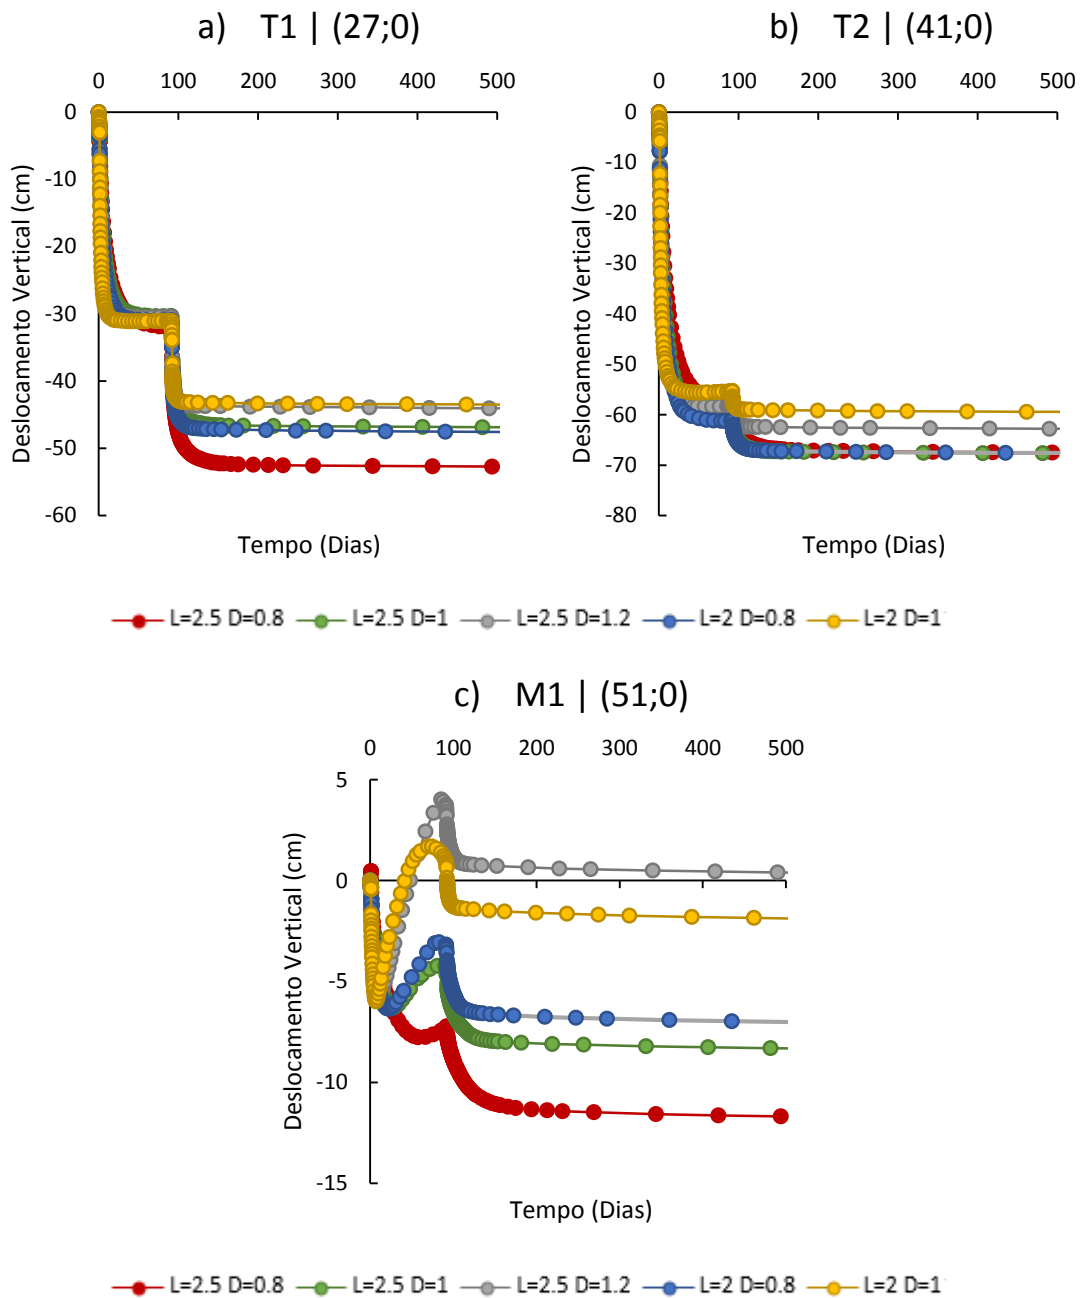 a) T1 | (27;0)
0 100 200 300 400 500
0
-10
-20
-30
-40
-50
-60
Deslocamento Vertical (cm)
Tempo (Dias)
b) T2 | (41;0)
0 100 200 300 400 500
0
-10
-20
-30
-40
-50
-60
-70
-80
Deslocamento Vertical (cm)
Tempo (Dias)
L=2.5 D=0.8 L=2.5 D=1 L=2.5 D=1.2 L=2 D=0.8 L=2 D=1
c) M1 | (51;0)
0 100 200 300 400 500
5
0
-5
-10
-15
Deslocamento Vertical (cm)
Tempo (Dias)
L=2.5 D=0.8 L=2.5 D=1 L=2.5 D=1.2 L=2 D=0.8 L=2 D=1